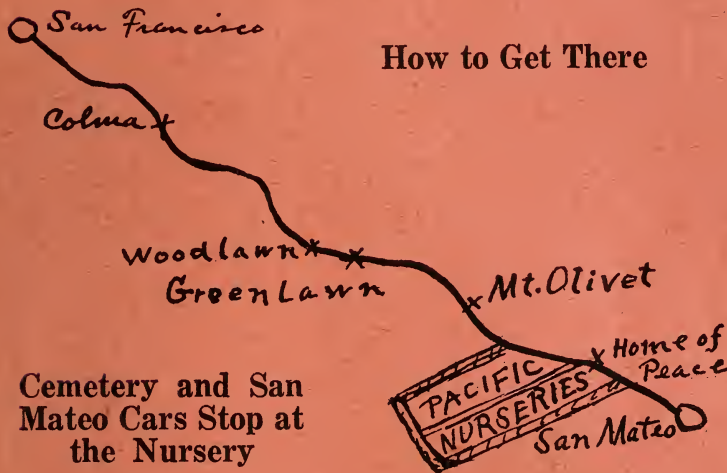 San Francisco
How to Get There
Colma
Woodlawn
GreenLawn
Mt. Olivet
Home of
Peace
PACIFIC
NURSERIES
San Mateo
Cemetery and San
Mateo Cars Stop at
the Nursery